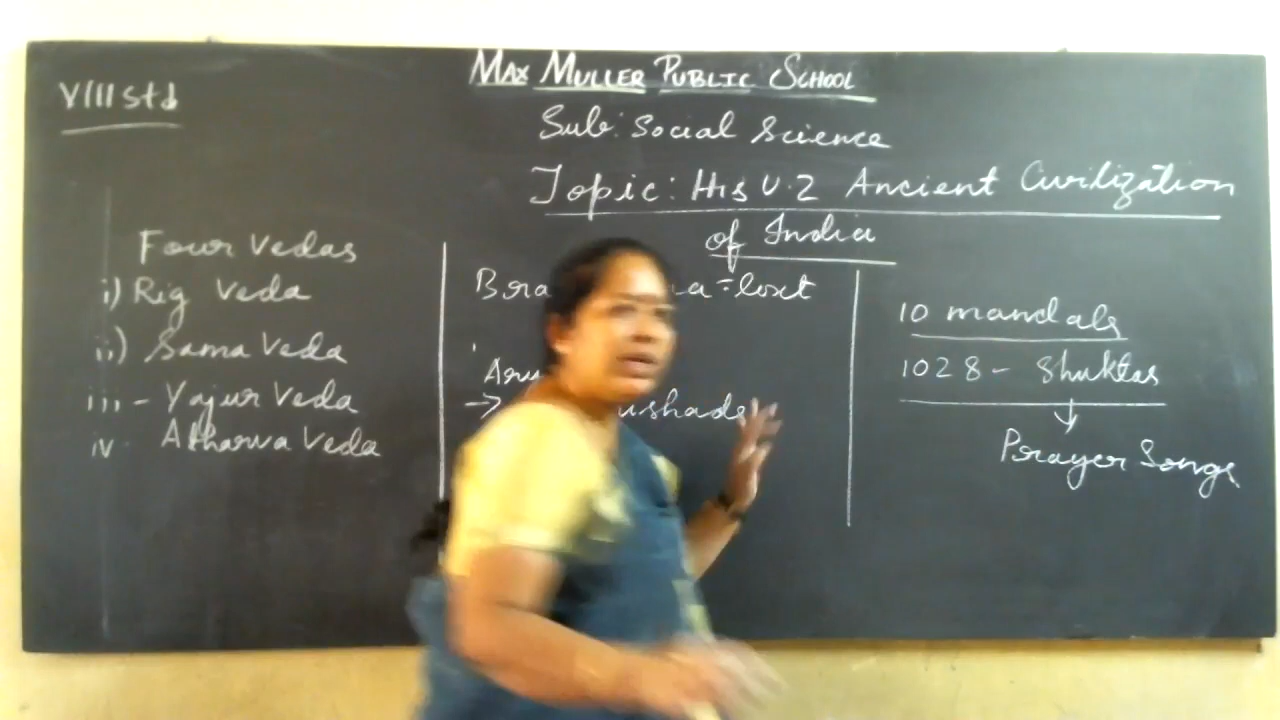 VIII Std
MAX MULLER PUBLIC SCHOOL
Sub: Social Science
Topic: His U.2 Ancient Civilization
of India
Four Vedas
i) Rig Veda
ii) Sama Veda
iii - Yajur Veda
iv - Atharva Veda
10 mandals
1028 - Shuktas
↓
Prayer Songs